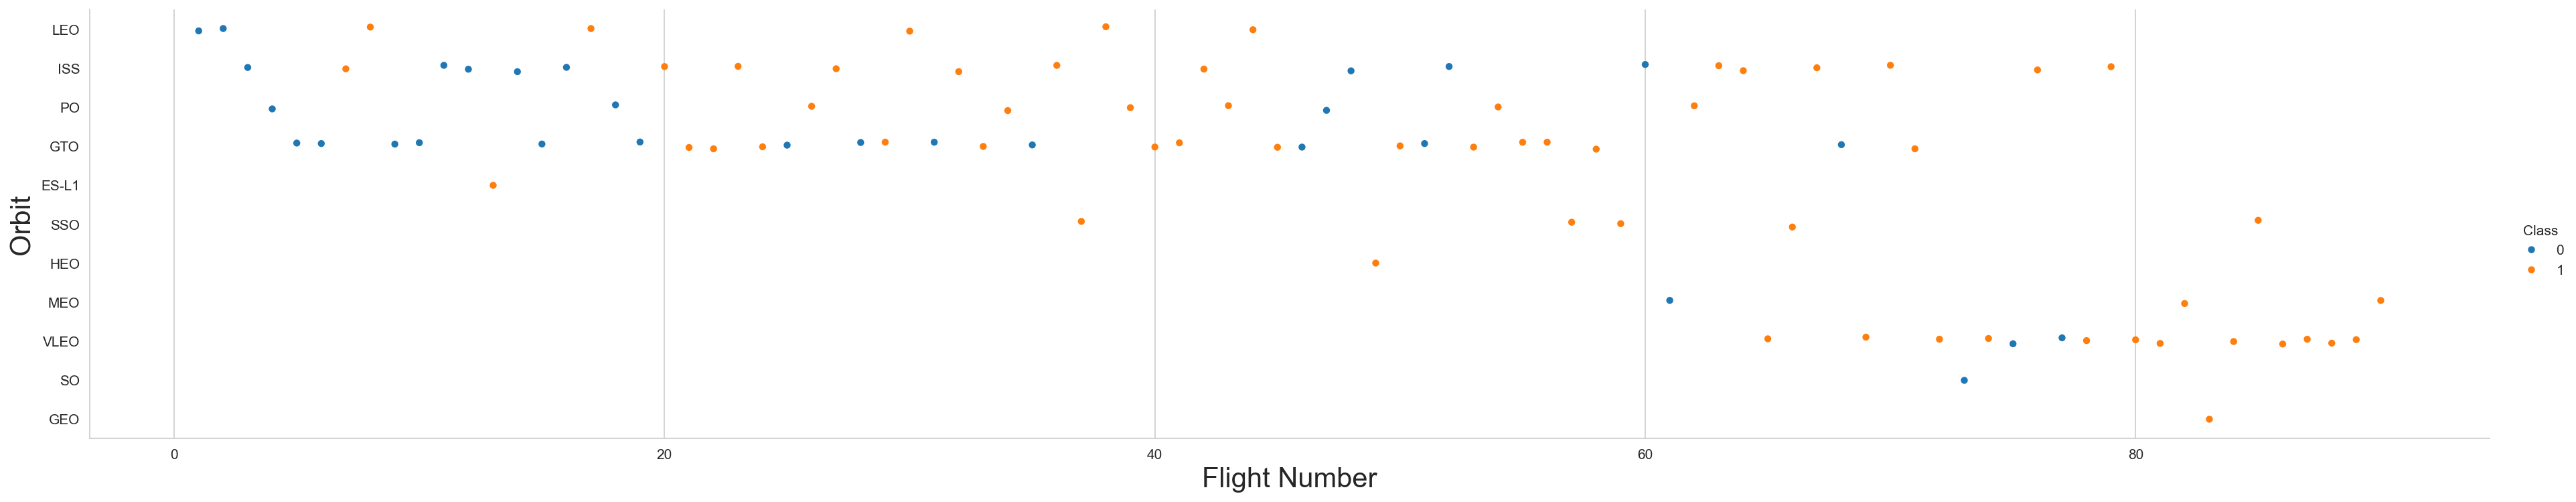 LEO
ISS
PO
GTO
ES-L1
SSO
HEO
MEO
VLEO
SO
GEO
Orbit
0 20 40 60 80
Flight Number
Class
0
1